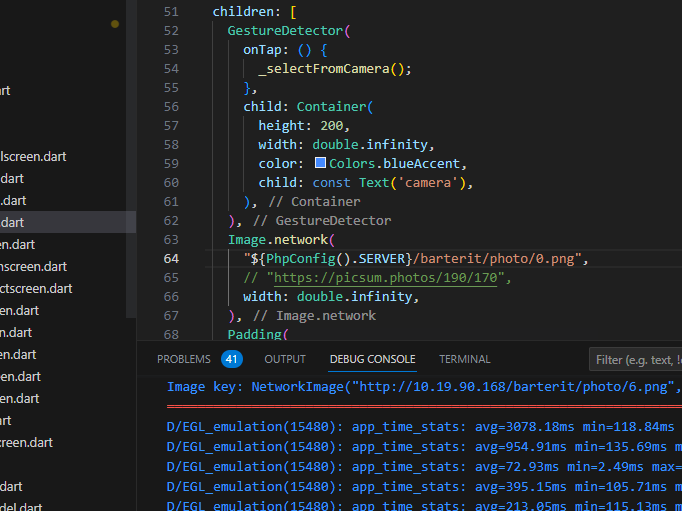 rt
lscreen.dart
.dart
.dart
.dart
en.dart
nscreen.dart
ctscreen.dart
een.dart
n.dart
en.dart
een.dart
een.dart
rt
creen.dart
.dart
del.dart
51 children: [
52 GestureDetector(
53 onTap: () {
54 _selectFromCamera();
55 },
56 child: Container(
57 height: 200,
58 width: double.infinity,
59 color: Colors.blueAccent,
60 child: const Text('camera'),
61 ), // Container
62 ), // GestureDetector
63 Image.network(
64 "${PhpConfig().SERVER}/barterit/photo/0.png",
65 // "https://picsum.photos/190/170",
66 width: double.infinity,
67 ), // Image.network
68 Padding(
PROBLEMS 41 OUTPUT DEBUG CONSOLE TERMINAL Filter (e.g. text, !
Image key: NetworkImage("http://10.19.90.168/barterit/photo/6.png",
D/EGL_emulation(15480): app_time_stats: avg=3078.18ms min=118.84ms
D/EGL_emulation(15480): app_time_stats: avg=954.91ms min=135.69ms m
D/EGL_emulation(15480): app_time_stats: avg=72.93ms min=2.49ms max=
D/EGL_emulation(15480): app_time_stats: avg=395.15ms min=105.71ms m
D/EGL_emulation(15480): app_time_stats: avg=213.05ms min=115.13ms m